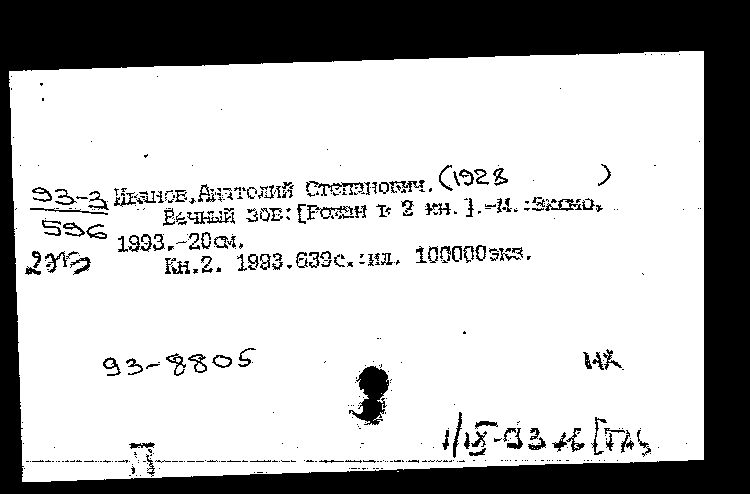 93-3 Иванов, Анатолий Степанович. (1928 )
596 Вечный зов: [Роман в 2 кн.].-М.:Эксмо,
1993.-20см.
Кн.2. 1993.639с.:ил. 100000экз.
93-8805